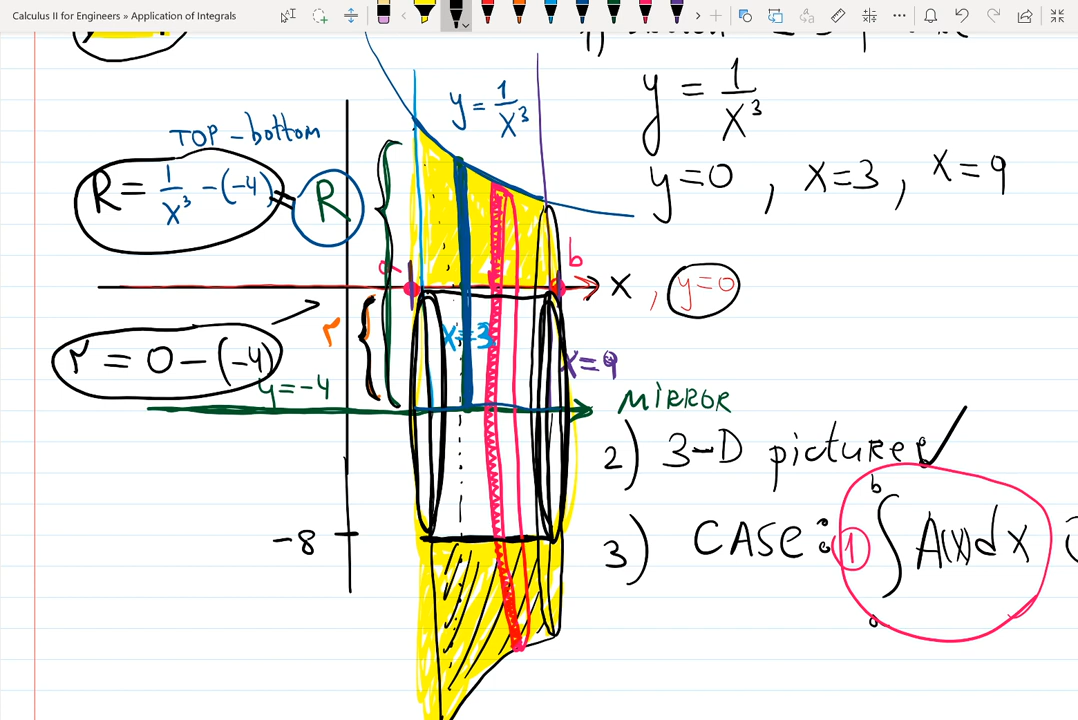 Calculus II for Engineers » Application of Integrals
y = 1/x³
y=0 , x=3 , x=9
y = 1/x³
TOP - bottom
R = 1/x³ - (-4) = R
a
b
x , y=0
r = 0 - (-4)
r
x=3
x=9
y=-4
MIRROR
2) 3-D picture
-8
3) CASE: 1 ∫ₐᵇ A(x)dx